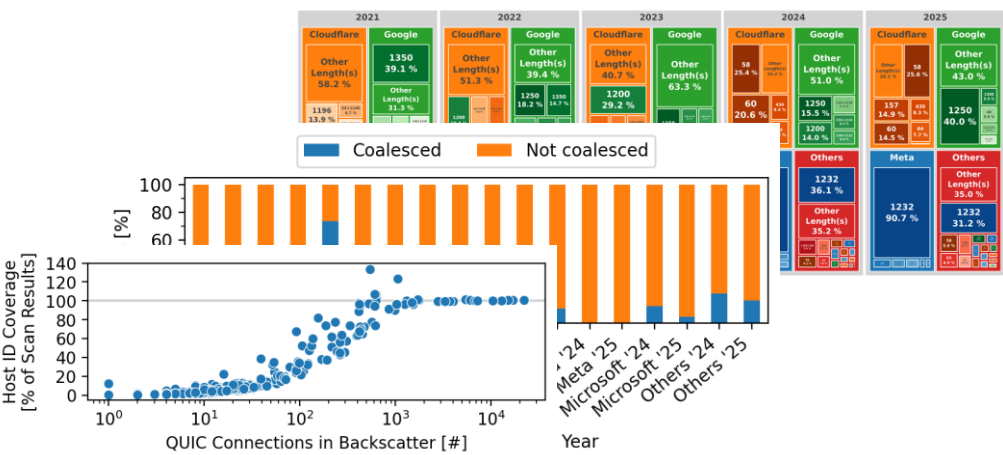 2021 2022 2023 2024 2025
Cloudflare Google Cloudflare Google Cloudflare Google Cloudflare Google Cloudflare Google
Other
Length(s)
58.2 %
1196
13.9 %
1350
39.1 %
Other
Length(s)
31.3 %
Other
Length(s)
51.3 %
1200
Other
Length(s)
39.4 %
1250
18.2 %
1350
14.7 %
Other
Length(s)
40.7 %
1200
29.2 %
Other
Length(s)
63.3 %
58
25.4 %
60
20.6 %
Other
Length(s)
51.0 %
1250
15.5 %
1200
14.0 %
58
25.6 %
157
14.9 %
60
14.5 %
Other
Length(s)
43.0 %
1250
40.0 %
Others
1232
36.1 %
Other
Length(s)
35.2 %
Meta
1232
90.7 %
Others
Other
Length(s)
35.0 %
1232
31.2 %
Coalesced Not coalesced
[%]
100
80
60
'24
Meta '25
Microsoft '24
Microsoft '25
Others '24
Others '25
Year
Host ID Coverage
[% of Scan Results]
140
120
100
80
60
40
20
0
10⁰ 10¹ 10² 10³ 10⁴
QUIC Connections in Backscatter [#]